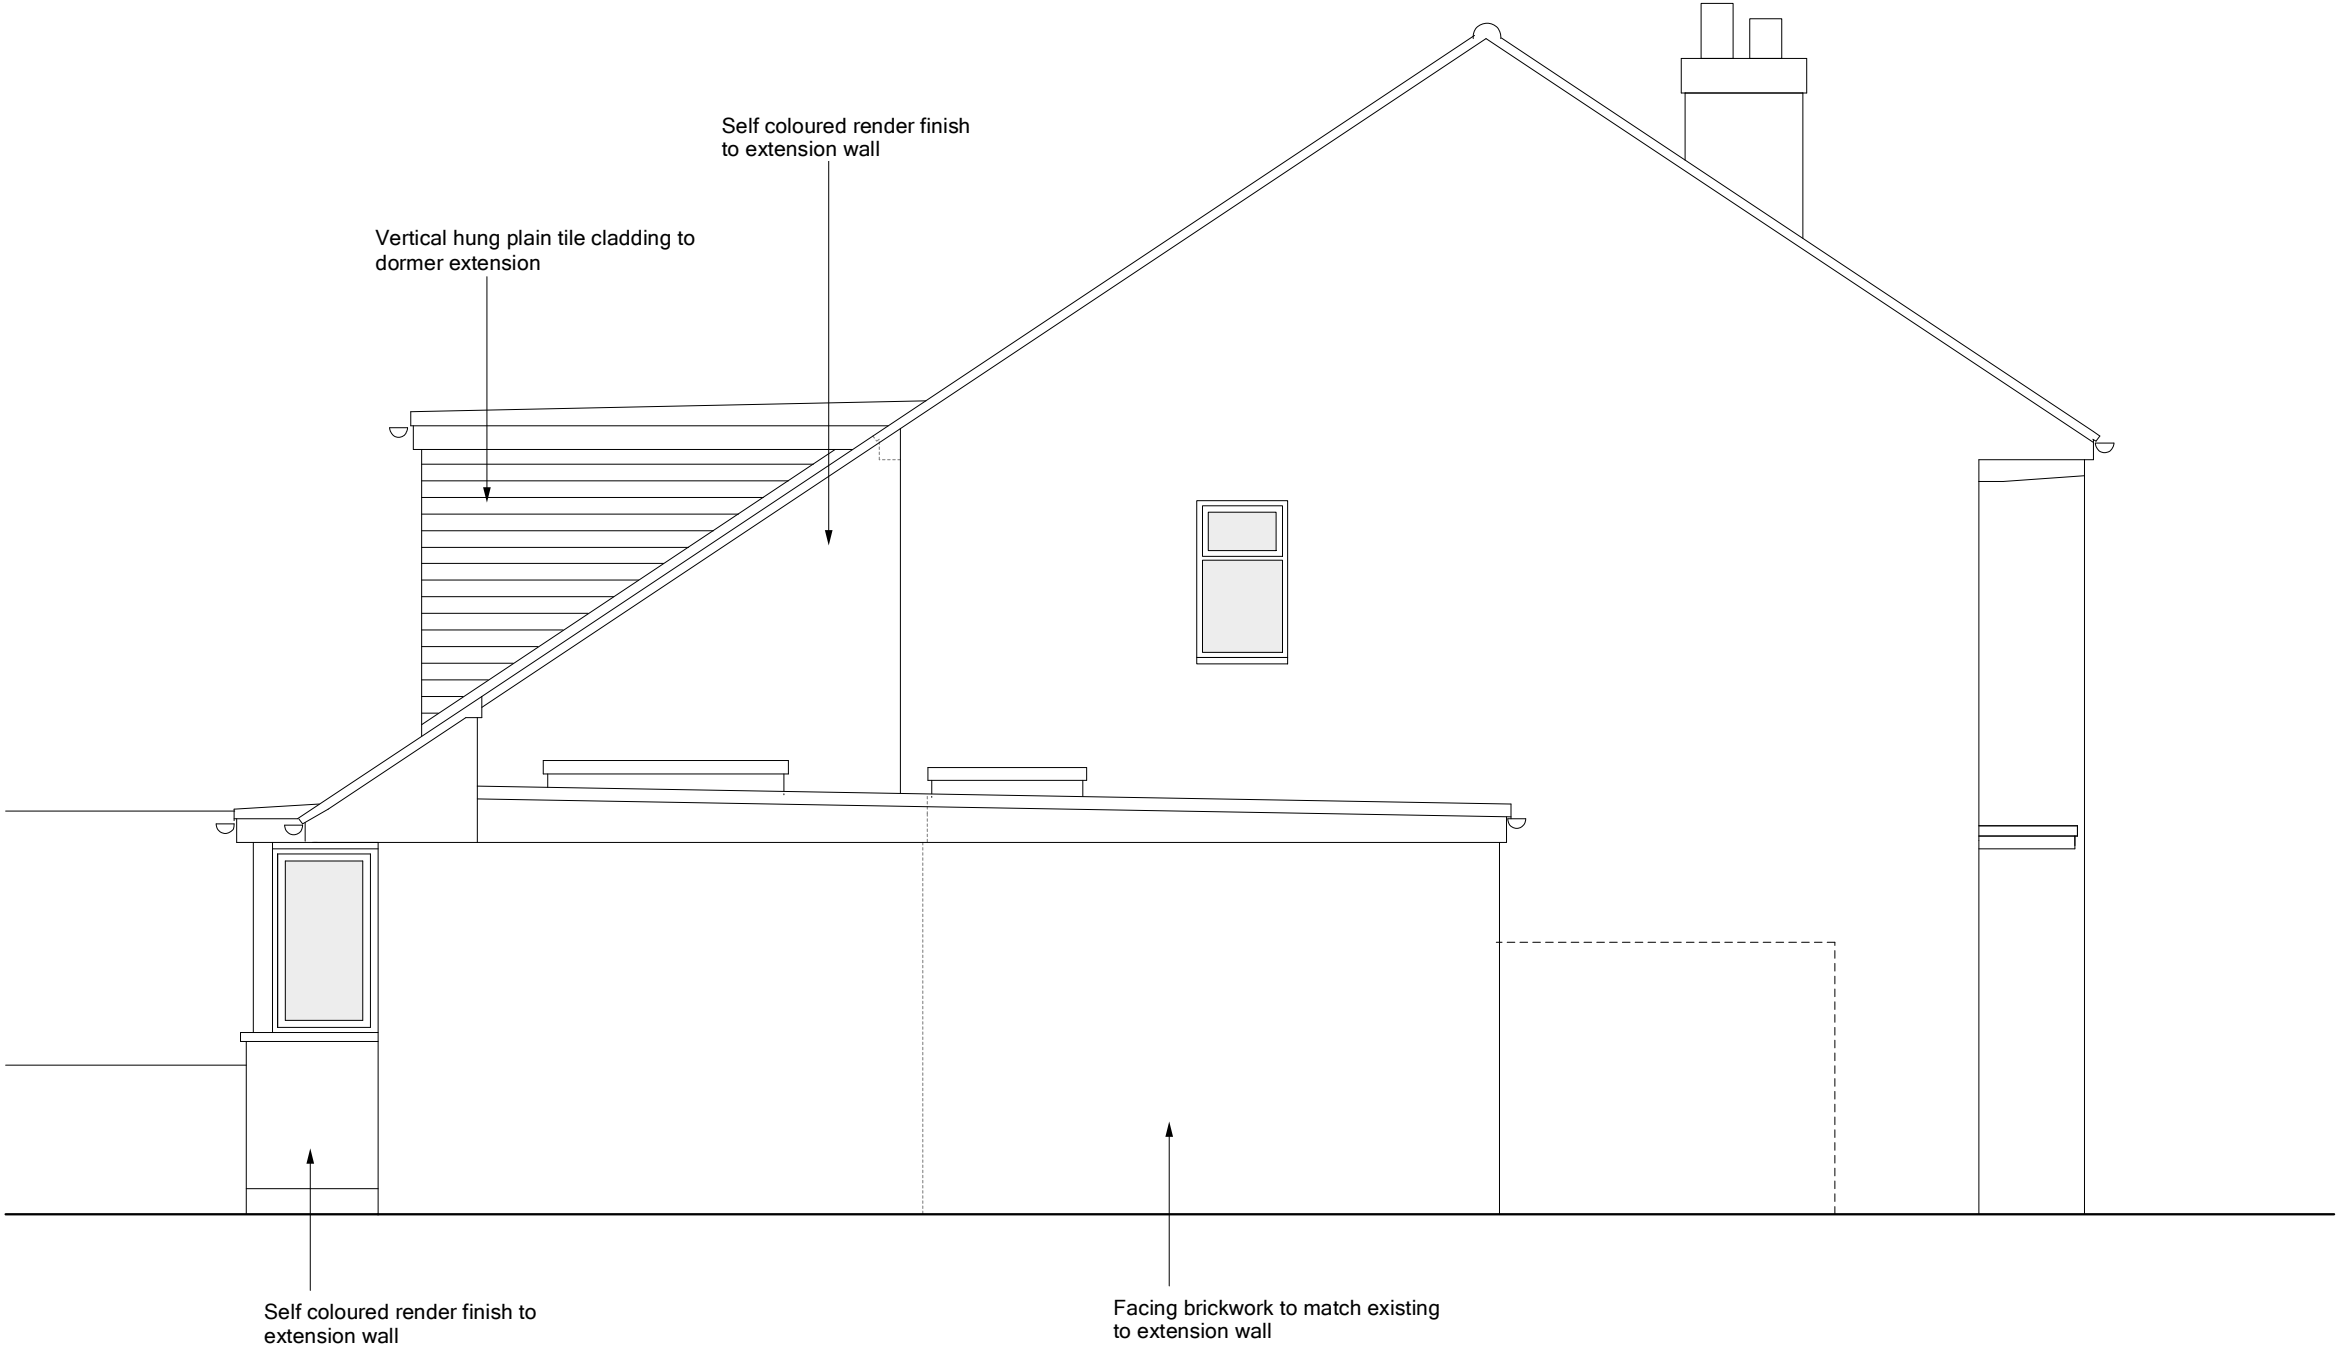 Self coloured render finish
to extension wall
Vertical hung plain tile cladding to
dormer extension
Self coloured render finish to
extension wall
Facing brickwork to match existing
to extension wall